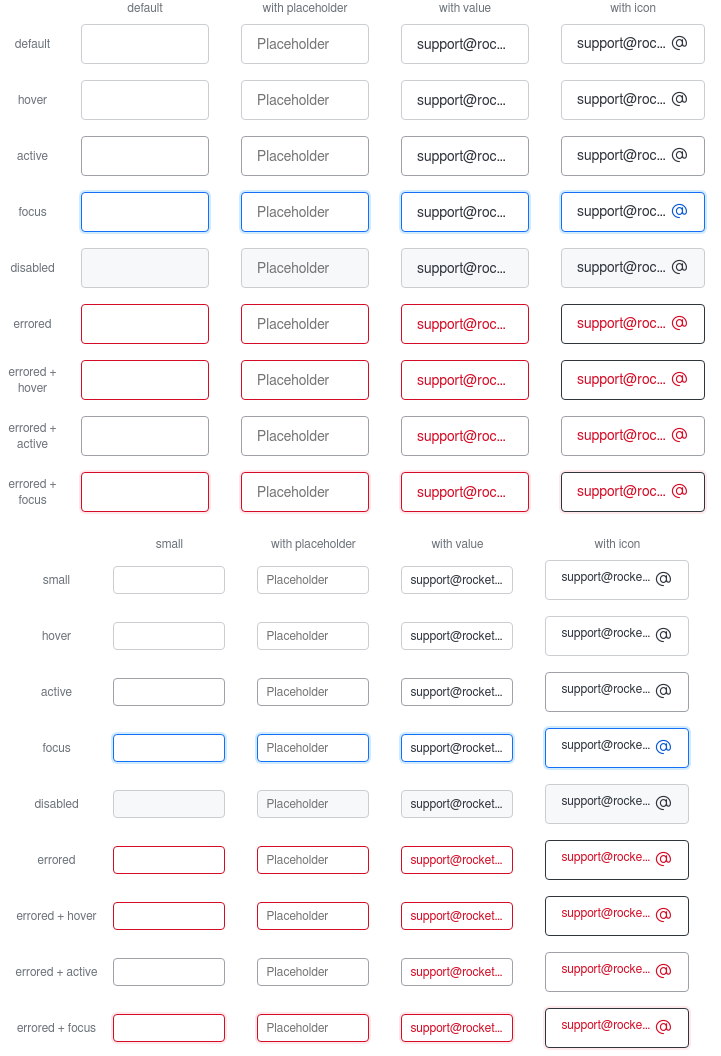 default with placeholder with value with icon
default Placeholder support@roc... support@roc... @
hover Placeholder support@roc... support@roc... @
active Placeholder support@roc... support@roc... @
focus Placeholder support@roc... support@roc... @
disabled Placeholder support@roc... support@roc... @
errored Placeholder support@roc... support@roc... @
errored +
hover Placeholder support@roc... support@roc... @
errored +
active Placeholder support@roc... support@roc... @
errored +
focus Placeholder support@roc... support@roc... @
small with placeholder with value with icon
small Placeholder support@rocket... support@rocke... @
hover Placeholder support@rocket... support@rocke... @
active Placeholder support@rocket... support@rocke... @
focus Placeholder support@rocket... support@rocke... @
disabled Placeholder support@rocket... support@rocke... @
errored Placeholder support@rocket... support@rocke... @
errored + hover Placeholder support@rocket... support@rocke... @
errored + active Placeholder support@rocket... support@rocke... @
errored + focus Placeholder support@rocket... support@rocke... @